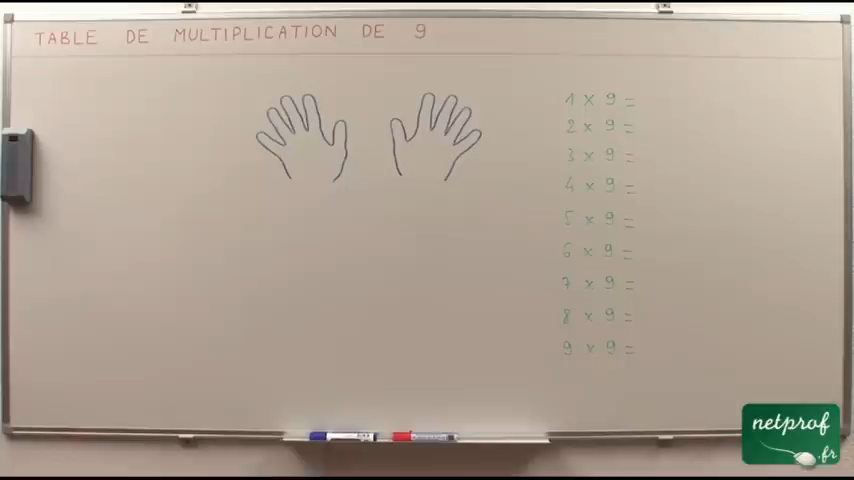 TABLE DE MULTIPLICATION DE 9
1 x 9 =
2 x 9 =
3 x 9 =
4 x 9 =
5 x 9 =
6 x 9 =
7 x 9 =
8 x 9 =
9 x 9 =
netprof
.fr